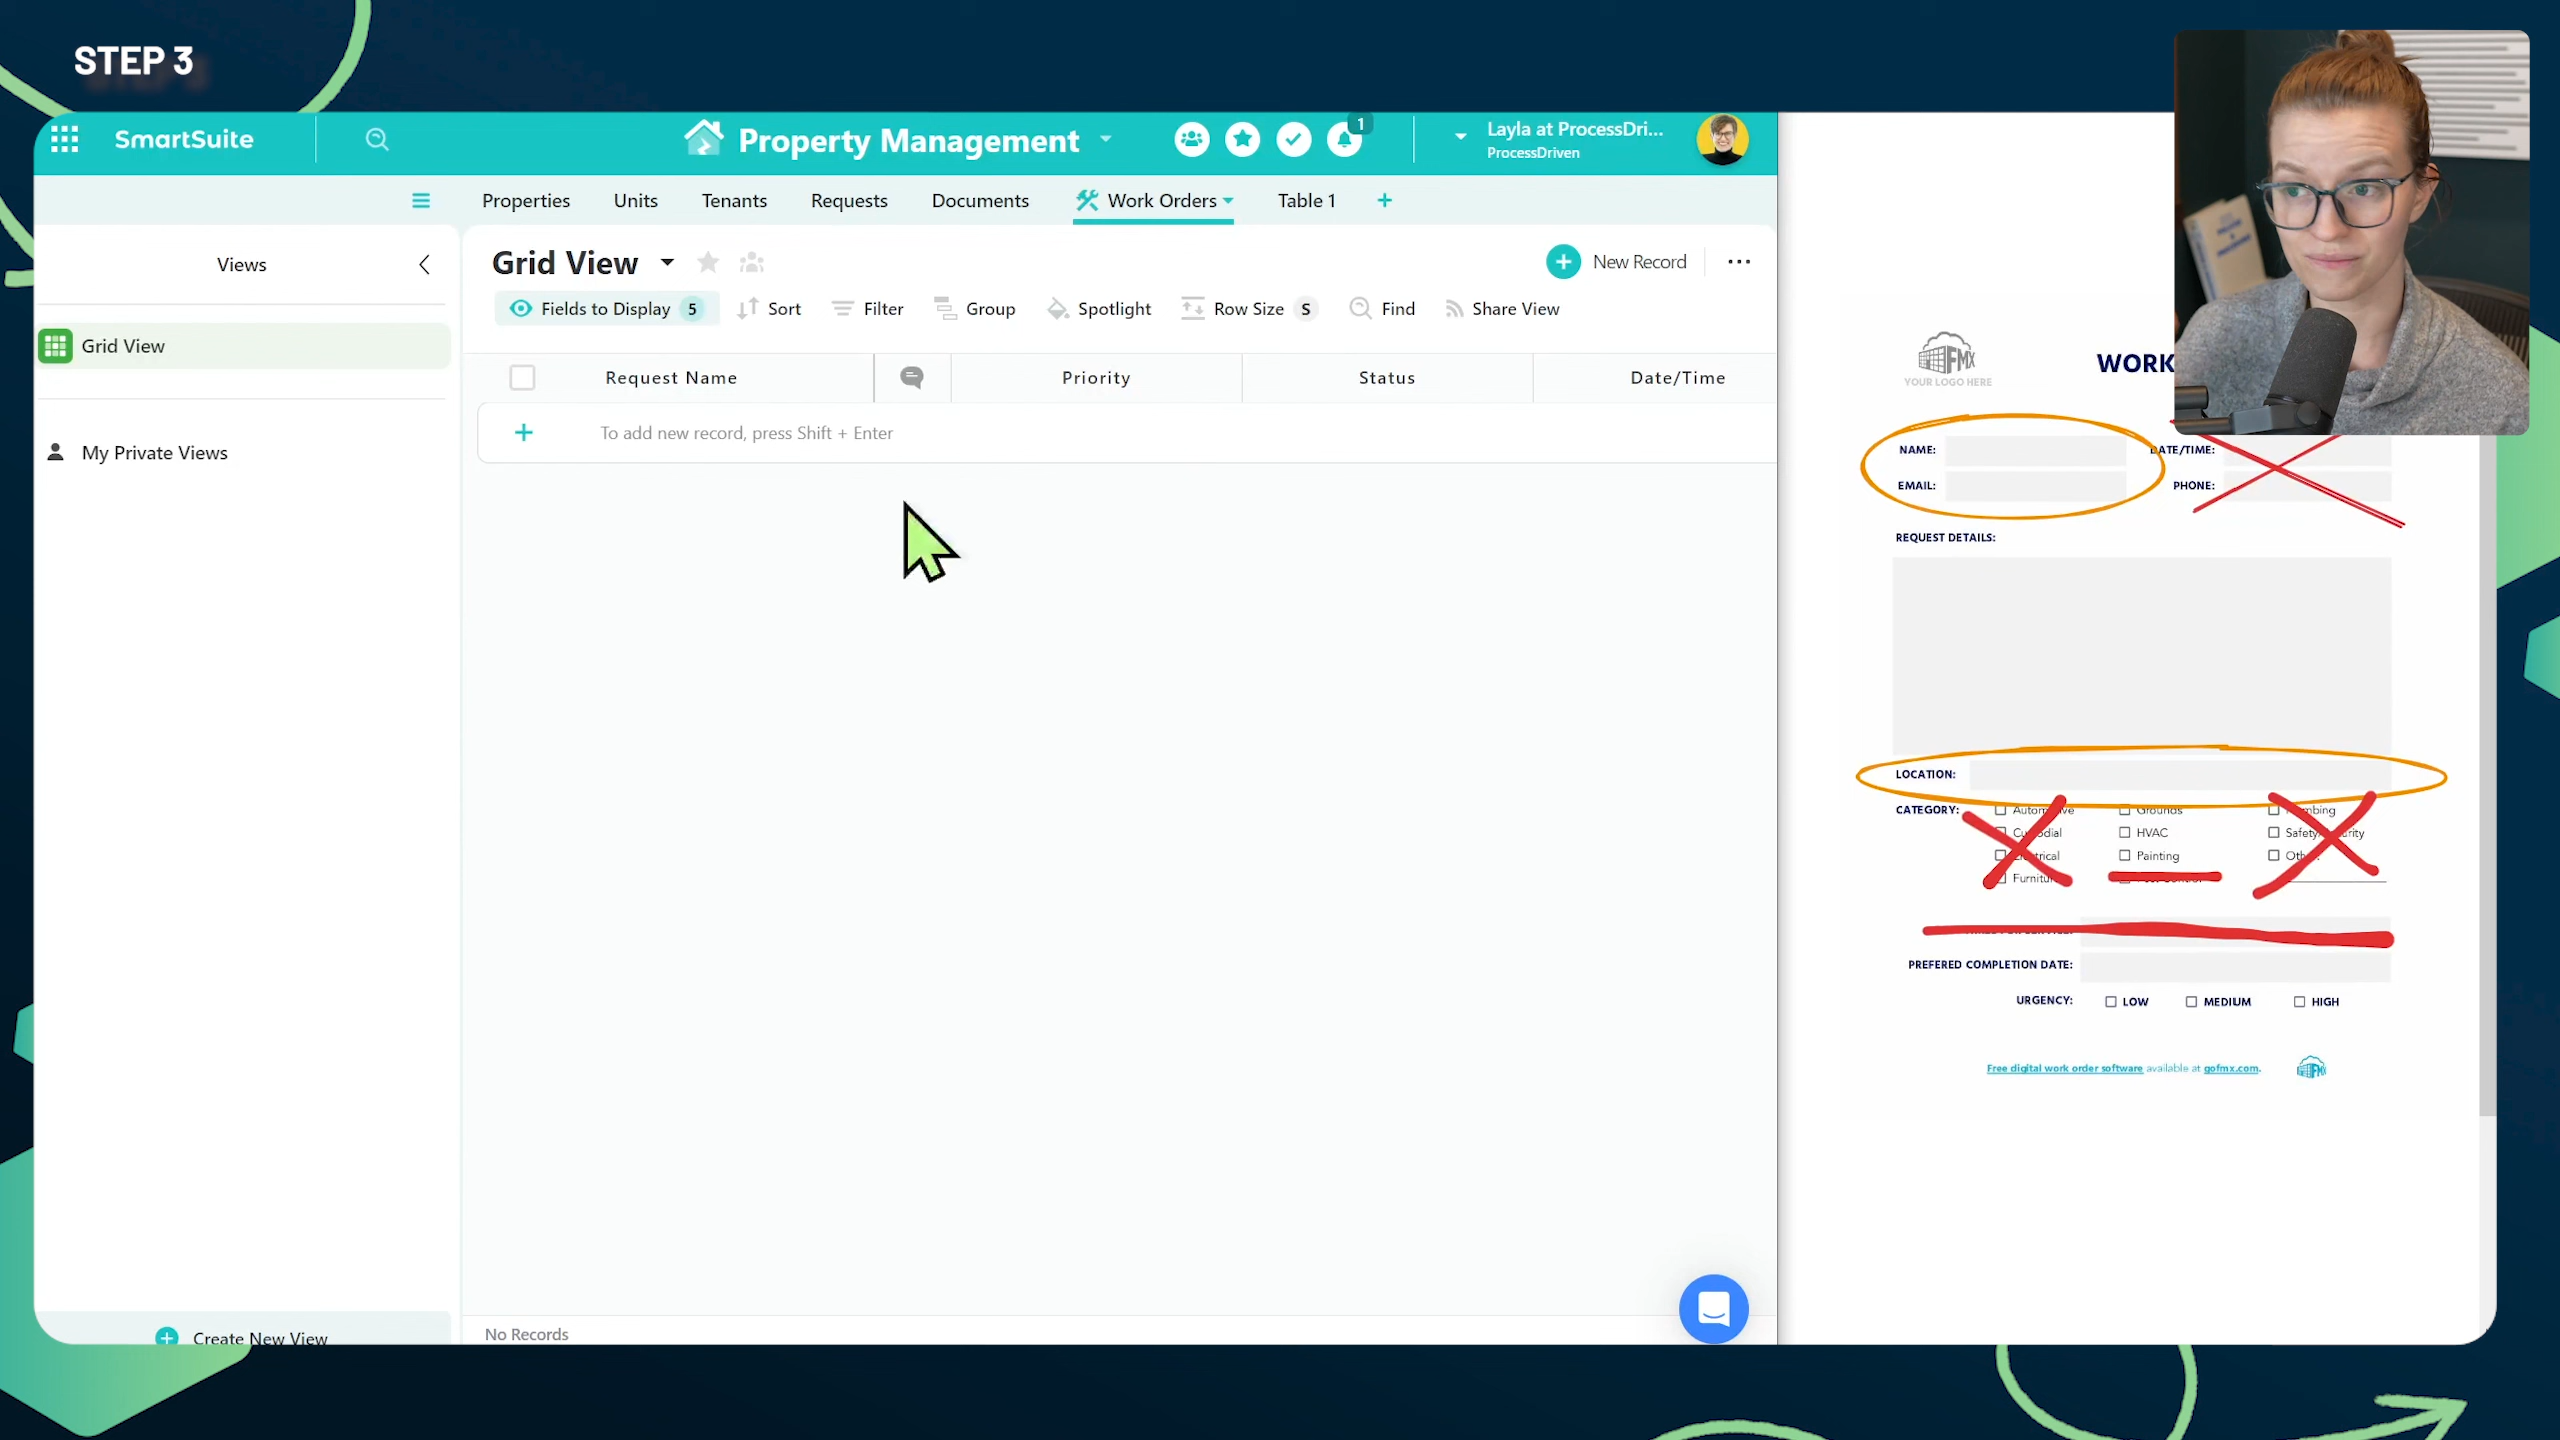 STEP 3
SmartSuite
Property Management
1
Layla at ProcessDri...
ProcessDriven
Properties
Units
Tenants
Requests
Documents
Work Orders
Table 1
Views
Grid View
My Private Views
Create New View
Grid View
New Record
Fields to Display 5
Sort
Filter
Group
Spotlight
Row Size S
Find
Share View
Request Name
Priority
Status
Date/Time
To add new record, press Shift + Enter
No Records
FMX
YOUR LOGO HERE
WORK
NAME:
DATE/TIME:
EMAIL:
PHONE:
REQUEST DETAILS:
LOCATION:
CATEGORY:
Grounds
HVAC
Painting
PREFERED COMPLETION DATE:
URGENCY:
LOW
MEDIUM
HIGH
Free digital work order software available at gofmx.com.
FMX